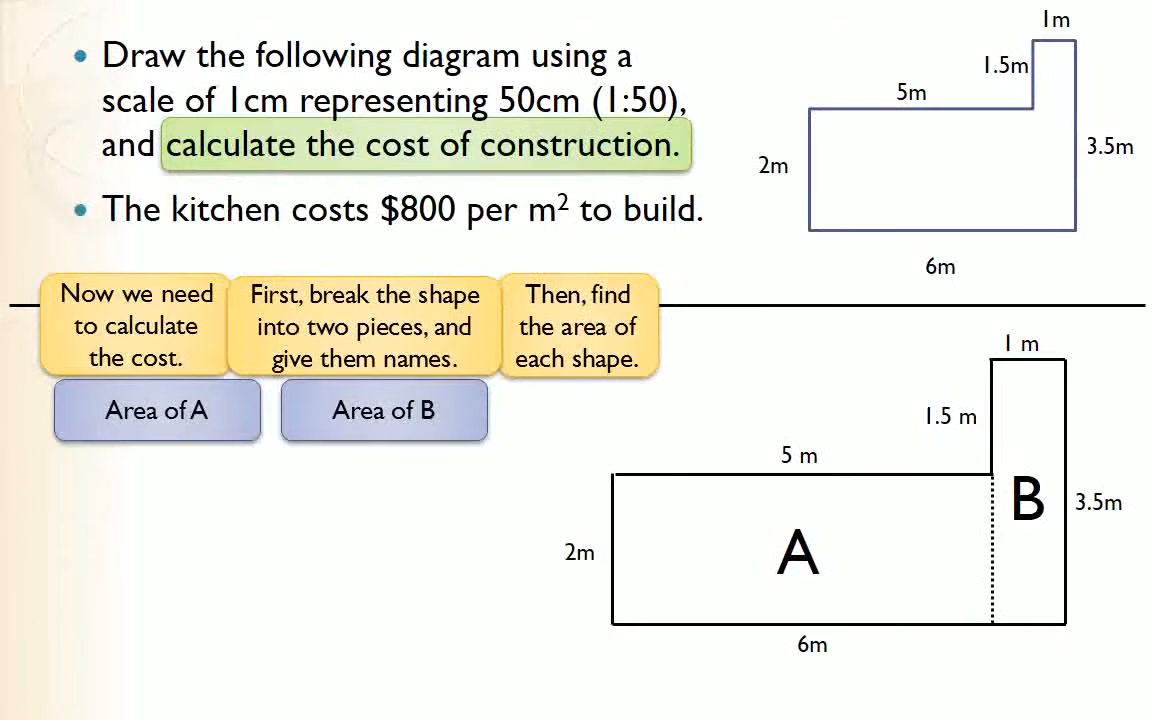 • Draw the following diagram using a
scale of 1cm representing 50cm (1:50),
and calculate the cost of construction.
• The kitchen costs $800 per m² to build.
1m
1.5m
5m
2m
3.5m
6m
Now we need
to calculate
the cost.
First, break the shape
into two pieces, and
give them names.
Then, find
the area of
each shape.
Area of A
Area of B
1 m
1.5 m
5 m
B
3.5m
2m
A
6m